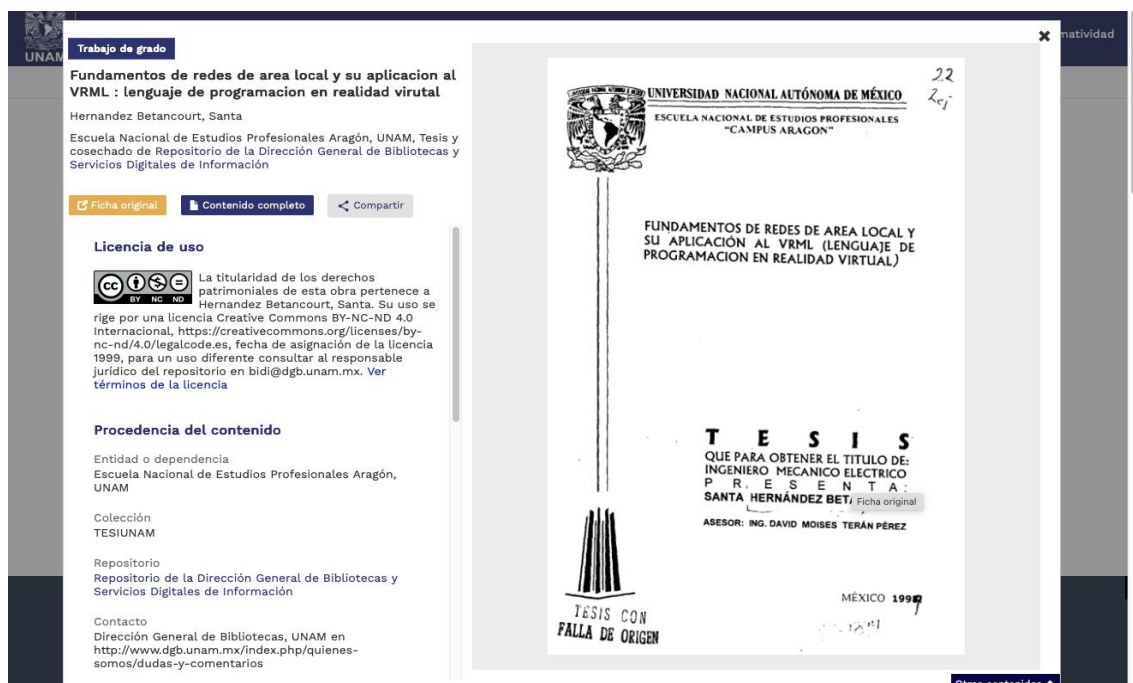 UNAM
matividad
Trabajo de grado
Fundamentos de redes de area local y su aplicacion al
VRML : lenguaje de programacion en realidad virutal
Hernandez Betancourt, Santa
Escuela Nacional de Estudios Profesionales Aragón, UNAM, Tesis y
cosechado de Repositorio de la Dirección General de Bibliotecas y
Servicios Digitales de Información
Ficha original
Contenido completo
Compartir
Licencia de uso
CC BY NC ND
La titularidad de los derechos
patrimoniales de esta obra pertenece a
Hernandez Betancourt, Santa. Su uso se
rige por una licencia Creative Commons BY-NC-ND 4.0
Internacional, https://creativecommons.org/licenses/by-
nc-nd/4.0/legalcode.es, fecha de asignación de la licencia
1999, para un uso diferente consultar al responsable
jurídico del repositorio en bidi@dgb.unam.mx. Ver
términos de la licencia
Procedencia del contenido
Entidad o dependencia
Escuela Nacional de Estudios Profesionales Aragón,
UNAM
Colección
TESIUNAM
Repositorio
Repositorio de la Dirección General de Bibliotecas y
Servicios Digitales de Información
Contacto
Dirección General de Bibliotecas, UNAM en
http://www.dgb.unam.mx/index.php/quienes-
somos/dudas-y-comentarios
22
2ej
UNIVERSIDAD NACIONAL AUTÓNOMA DE MÉXICO
ESCUELA NACIONAL DE ESTUDIOS PROFESIONALES
"CAMPUS ARAGON"
FUNDAMENTOS DE REDES DE AREA LOCAL Y
SU APLICACIÓN AL VRML (LENGUAJE DE
PROGRAMACION EN REALIDAD VIRTUAL)
T E S I S
QUE PARA OBTENER EL TITULO DE:
INGENIERO MECANICO ELECTRICO
P R E S E N T A :
SANTA HERNÁNDEZ BETA
Ficha original
ASESOR: ING. DAVID MOISES TERÁN PÉREZ
MÉXICO 1999
TESIS CON
FALLA DE ORIGEN